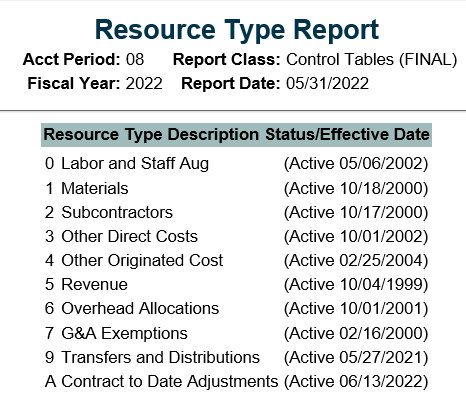 Resource Type Report
Acct Period: 08 Report Class: Control Tables (FINAL)
Fiscal Year: 2022 Report Date: 05/31/2022
Resource Type Description Status/Effective Date
0 Labor and Staff Aug (Active 05/06/2002)
1 Materials (Active 10/18/2000)
2 Subcontractors (Active 10/17/2000)
3 Other Direct Costs (Active 10/01/2002)
4 Other Originated Cost (Active 02/25/2004)
5 Revenue (Active 10/04/1999)
6 Overhead Allocations (Active 10/01/2001)
7 G&A Exemptions (Active 02/16/2000)
9 Transfers and Distributions (Active 05/27/2021)
A Contract to Date Adjustments (Active 06/13/2022)